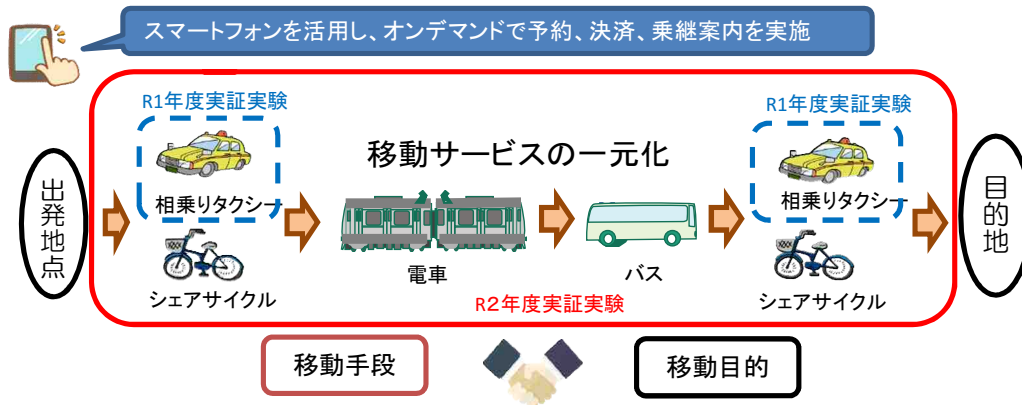 スマートフォンを活用し、オンデマンドで予約、決済、乗継案内を実施
R1年度実証実験
R1年度実証実験
移動サービスの一元化
出発地点
相乗りタクシー
相乗りタクシー
目的地
電車
バス
シェアサイクル
シェアサイクル
R2年度実証実験
移動手段
移動目的